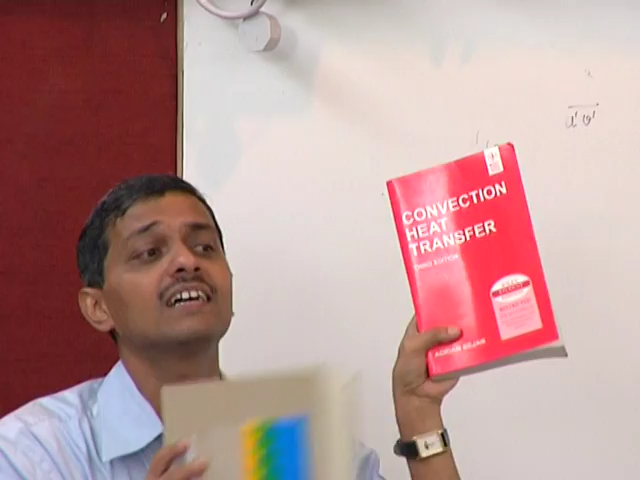 CONVECTION
HEAT
TRANSFER
THIRD EDITION
ADRIAN BEJAN
u' v'